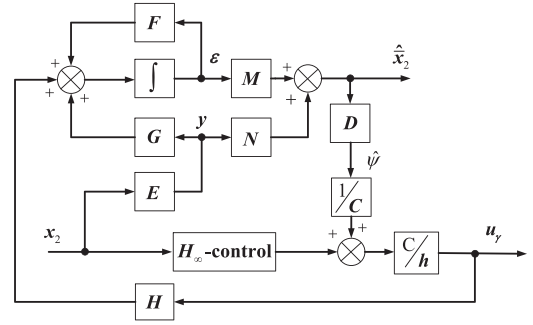 F
+
ε
+
+
∫
M
+
+
x̂̄₂
D
G
y
N
ψ̂
E
1/C
x₂
+
+
H∞-control
C/h
uᵧ
H